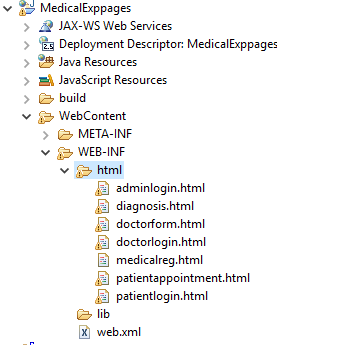 MedicalExppages
JAX-WS Web Services
Deployment Descriptor: MedicalExppages
Java Resources
JavaScript Resources
build
WebContent
META-INF
WEB-INF
html
adminlogin.html
diagnosis.html
doctorform.html
doctorlogin.html
medicalreg.html
patientappointment.html
patientlogin.html
lib
web.xml